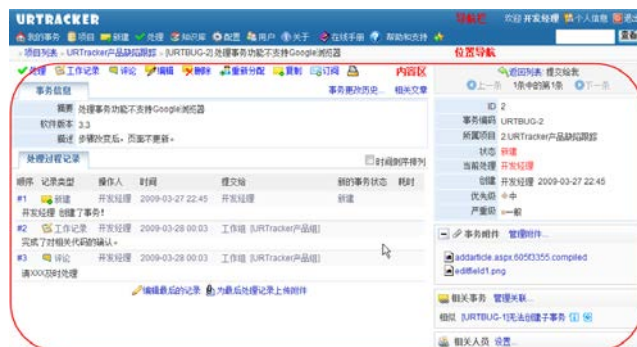 URTRACKER
导航栏 欢迎 开发经理 个人信息 退出
我的事务 项目 新建 处理 知识库 配置 用户 关于 在线手册 帮助和支持
查看
项目列表 - URTracker产品缺陷跟踪 - [URTBUG-2] 处理事务功能不支持Google浏览器
位置导航
处理 工作记录 评论 编辑 删除 重新分配 复制 订阅 内容区
事务信息 事务更改历史... 相关文章
概要 处理事务功能不支持Google浏览器
软件版本 3.3
描述 步骤改变后，页面不更新。
处理过程记录 时间倒序排列
顺序 记录类型 操作人 时间 提交给 新的事务状态 耗时
#1 新建 开发经理 2009-03-27 22:45 开发经理 新建
开发经理 创建了事务!
#2 工作记录 开发经理 2009-03-28 00:03 工作组 [URTracker产品组]
完成了对相关代码的确认。
#3 评论 开发经理 2009-03-28 00:03 工作组 [URTracker产品组]
请XXX及时处理
编辑最后的记录 为最后处理记录上传附件
返回列表: 提交给我
上一条 1条中的第1条 下一条
ID 2
事务编码 URTBUG-2
所属项目 2.URTracker产品缺陷跟踪
状态 新建
当前处理 开发经理
创建 开发经理 2009-03-27 22:45
优先级 中
严重级 一般
事务附件 管理附件...
addarticle.aspx.605f3355.compiled
editfield1.png
相关事务 管理关联...
相似 [URTBUG-1]无法创建子事务
相关人员 设置...